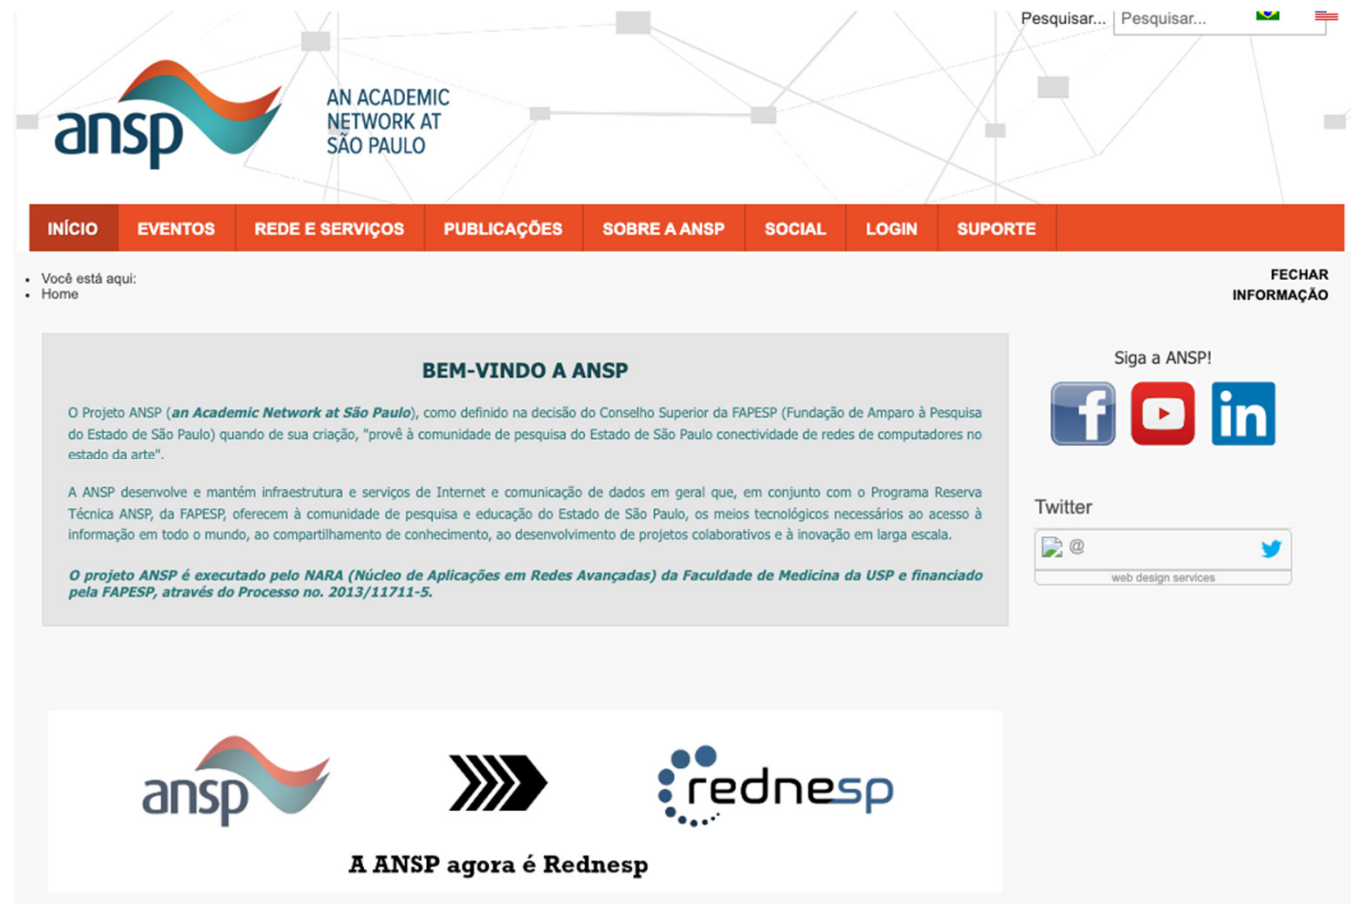 Pesquisar... Pesquisar...
ansp
AN ACADEMIC
NETWORK AT
SÃO PAULO
INÍCIO EVENTOS REDE E SERVIÇOS PUBLICAÇÕES SOBRE A ANSP SOCIAL LOGIN SUPORTE
Você está aqui:
Home
FECHAR
INFORMAÇÃO
BEM-VINDO A ANSP
O Projeto ANSP (an Academic Network at São Paulo), como definido na decisão do Conselho Superior da FAPESP (Fundação de Amparo à Pesquisa
do Estado de São Paulo) quando de sua criação, "provê à comunidade de pesquisa do Estado de São Paulo conectividade de redes de computadores no
estado da arte".
A ANSP desenvolve e mantém infraestrutura e serviços de Internet e comunicação de dados em geral que, em conjunto com o Programa Reserva
Técnica ANSP, da FAPESP, oferecem à comunidade de pesquisa e educação do Estado de São Paulo, os meios tecnológicos necessários ao acesso à
informação em todo o mundo, ao compartilhamento de conhecimento, ao desenvolvimento de projetos colaborativos e à inovação em larga escala.
O projeto ANSP é executado pelo NARA (Núcleo de Aplicações em Redes Avançadas) da Faculdade de Medicina da USP e financiado
pela FAPESP, através do Processo no. 2013/11711-5.
Siga a ANSP!
f in
Twitter
@
web design services
ansp rednesp
A ANSP agora é Rednesp